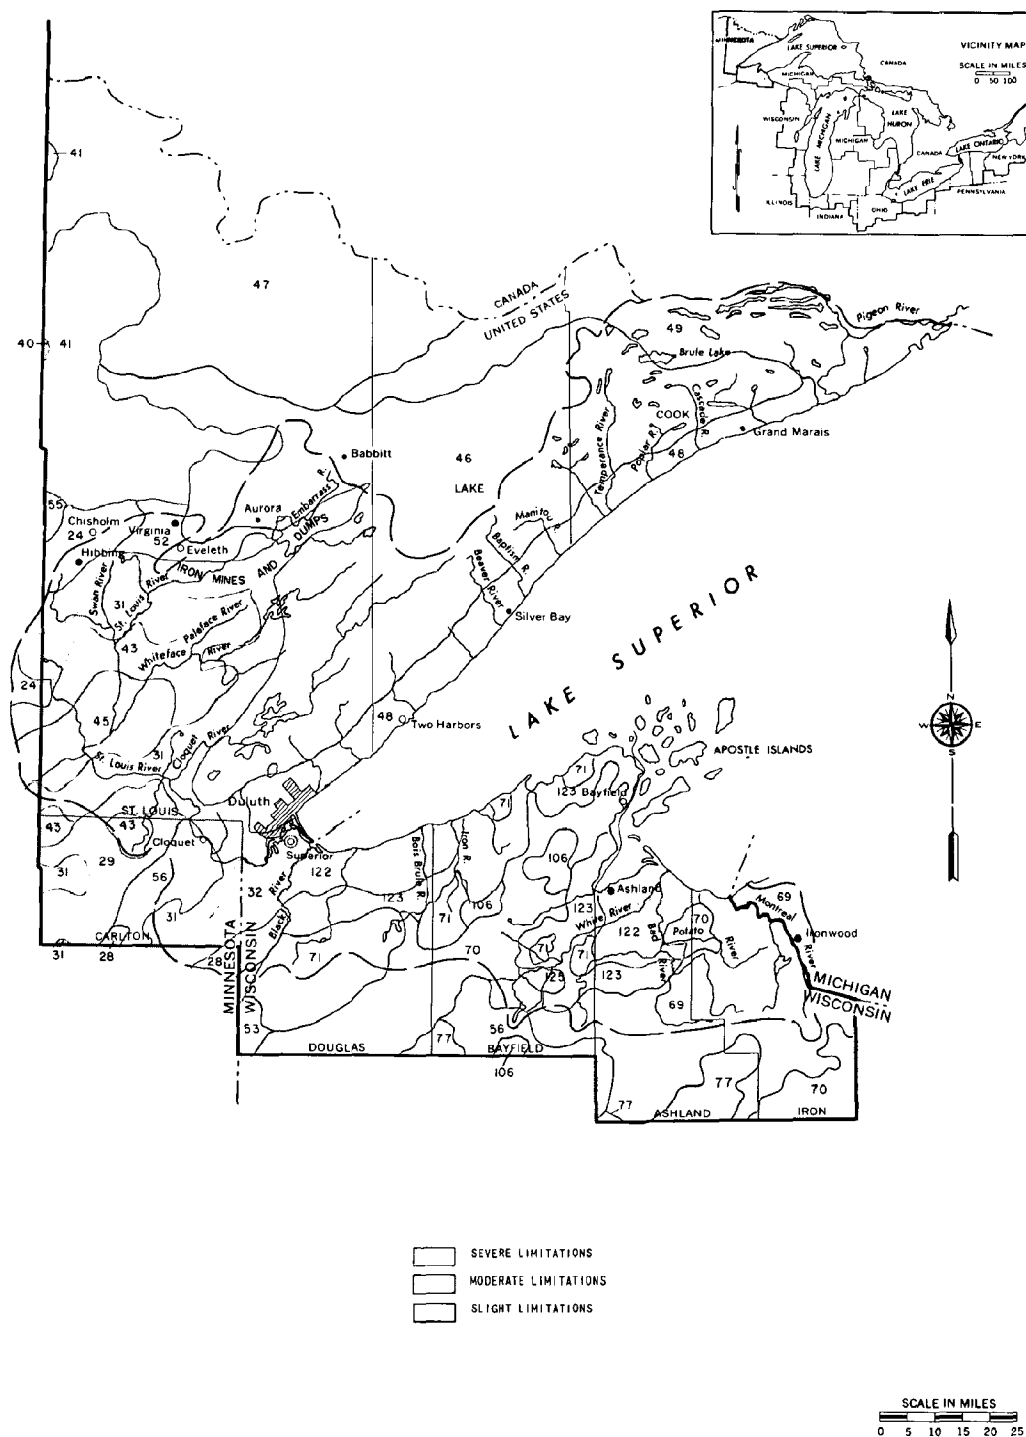 VICINITY MAP
SCALE IN MILES
0 50 100
MINNESOTA
LAKE SUPERIOR
CANADA
MICHIGAN
WISCONSIN
LAKE MICHIGAN
LAKE HURON
MICHIGAN
CANADA
LAKE ONTARIO
NEW YORK
LAKE ERIE
PENNSYLVANIA
ILLINOIS
INDIANA
OHIO
41
47
CANADA
UNITED STATES
40
41
49
Pigeon River
Brule Lake
COOK
Cascade R.
Temperance River
Poplar R.
48
Grand Marais
Babbitt
46
LAKE
55
Chisholm
24
Virginia
52
Aurora
Embarrass R.
Eveleth
Hibbing
IRON MINES AND DUMPS
Manitou R.
Baptism R.
Beaver River
Silver Bay
Swan River
31
St. Louis River
43
Paleface River
Whiteface River
LAKE SUPERIOR
24
45
31
Cloquet River
St. Louis River
48
Two Harbors
N
W E
S
APOSTLE ISLANDS
71
123
Bayfield
71
Duluth
ST. LOUIS
43
43
Cloquet
Superior
29
31
56
32
122
Black River
Bois Brule R.
Iron R.
106
123
71
106
Ashland
123
White River
122
Bad River
70
Potato River
69
Montreal River
Ironwood
31
CARLTON
31
28
28
MINNESOTA
WISCONSIN
71
70
71
71
123
123
69
MICHIGAN
WISCONSIN
53
DOUGLAS
77
56
BAYFIELD
106
77
ASHLAND
77
70
IRON
SEVERE LIMITATIONS
MODERATE LIMITATIONS
SLIGHT LIMITATIONS
SCALE IN MILES
0 5 10 15 20 25